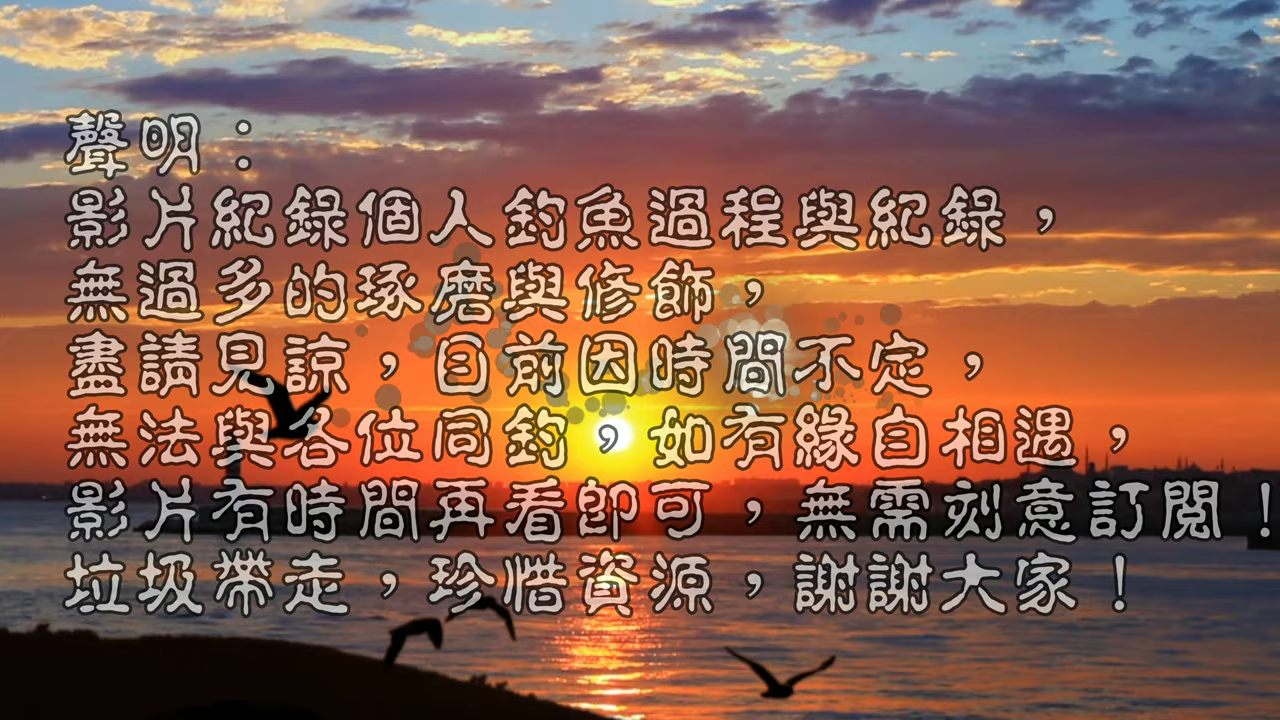 聲明：
影片紀錄個人釣魚過程與紀錄，
無過多的琢磨與修飾，
盡請見諒，目前因時間不定，
無法與各位同釣，如有緣自相遇，
影片有時間再看即可，無需刻意訂閱！
垃圾帶走，珍惜資源，謝謝大家！